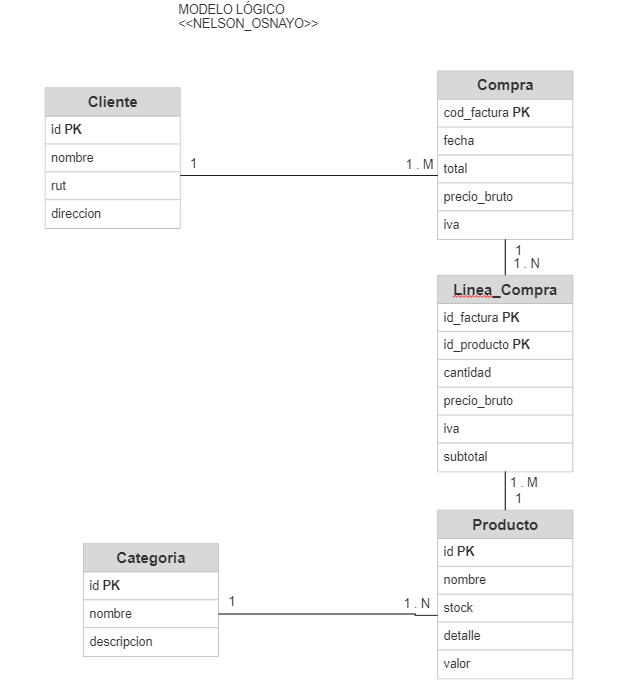 MODELO LÓGICO
<<NELSON_OSNAYO>>
Cliente
id PK
nombre
rut
direccion
1
1 . M
Compra
cod_factura PK
fecha
total
precio_bruto
iva
1
1 . N
Linea_Compra
id_factura PK
id_producto PK
cantidad
precio_bruto
iva
subtotal
1 . M
1
Producto
id PK
nombre
stock
detalle
valor
Categoria
id PK
nombre
descripcion
1
1 . N